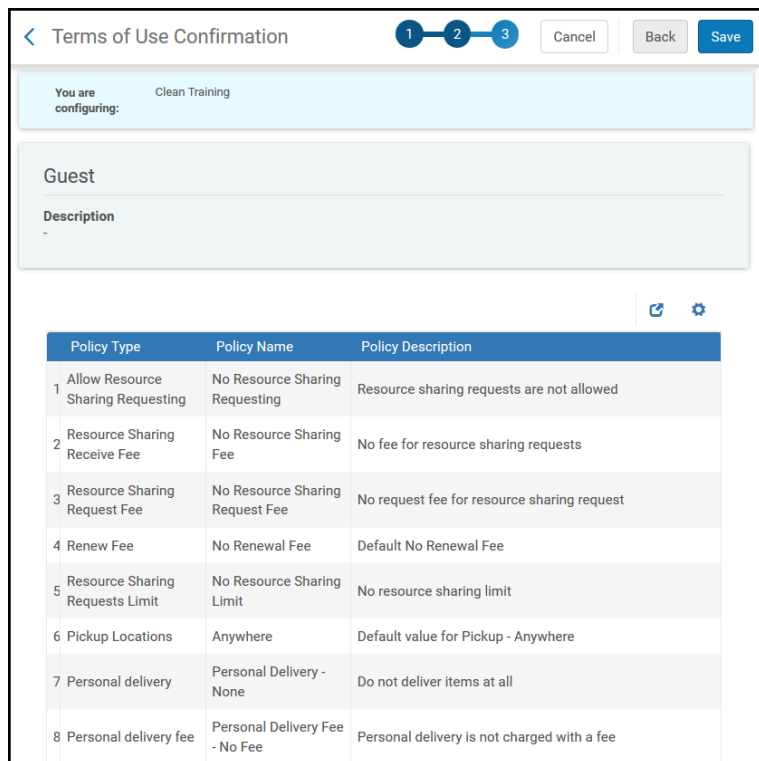 Terms of Use Confirmation
1 2 3
Cancel
Back
Save
You are configuring:
Clean Training
Guest
Description
-
Policy Type Policy Name Policy Description
1 Allow Resource Sharing Requesting No Resource Sharing Requesting Resource sharing requests are not allowed
2 Resource Sharing Receive Fee No Resource Sharing Fee No fee for resource sharing requests
3 Resource Sharing Request Fee No Resource Sharing Request Fee No request fee for resource sharing request
4 Renew Fee No Renewal Fee Default No Renewal Fee
5 Resource Sharing Requests Limit No Resource Sharing Limit No resource sharing limit
6 Pickup Locations Anywhere Default value for Pickup - Anywhere
7 Personal delivery Personal Delivery - None Do not deliver items at all
8 Personal delivery fee Personal Delivery Fee - No Fee Personal delivery is not charged with a fee